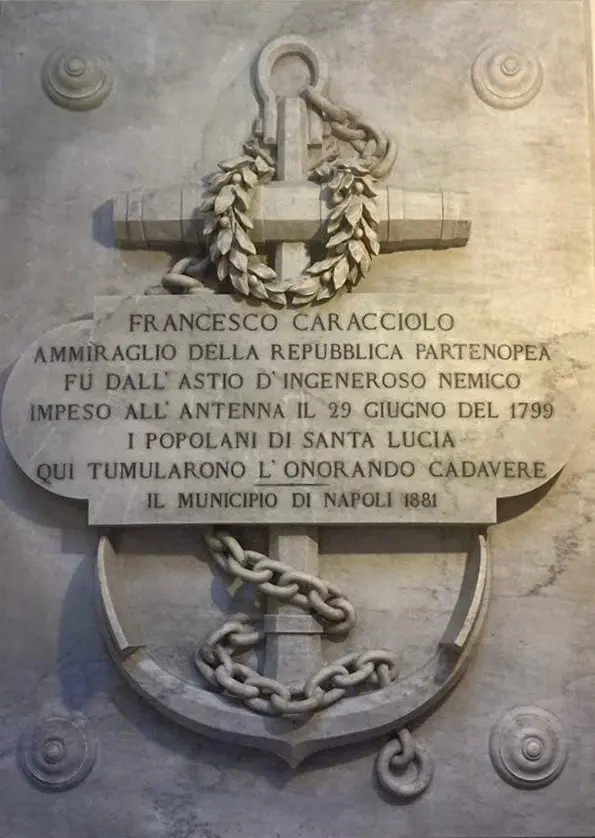 FRANCESCO CARACCIOLO
AMMIRAGLIO DELLA REPUBBLICA PARTENOPEA
FU DALL' ASTIO D'INGENEROSO NEMICO
IMPESO ALL' ANTENNA IL 29 GIUGNO DEL 1799
I POPOLANI DI SANTA LUCIA
QUI TUMULARONO L'ONORANDO CADAVERE
IL MUNICIPIO DI NAPOLI 1881